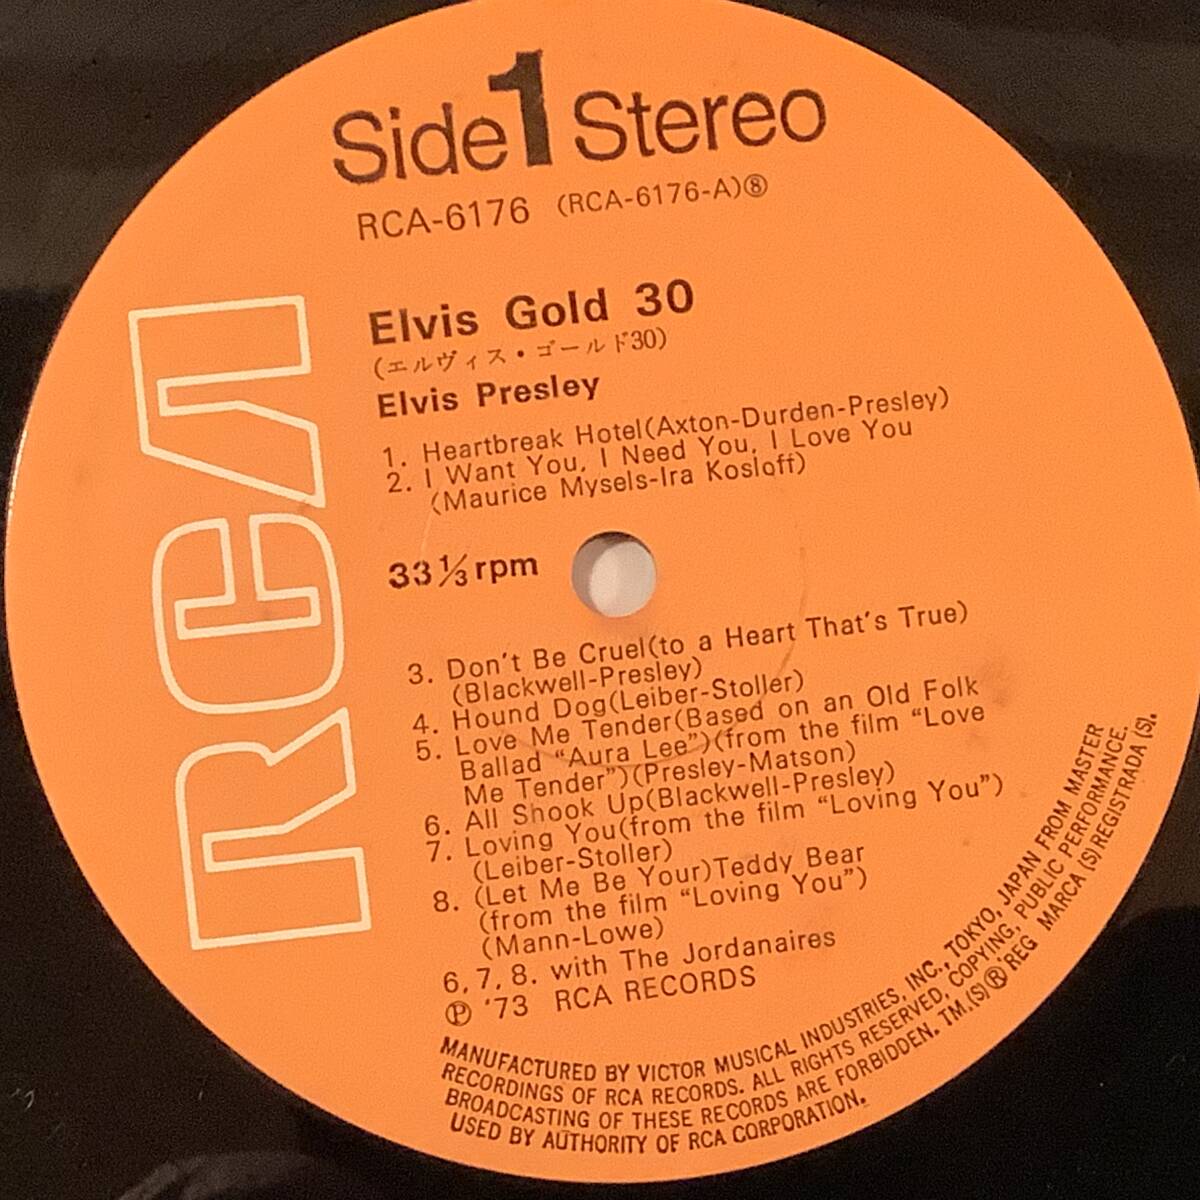 Side 1 Stereo
RCA-6176 (RCA-6176-A)⑧
RCA
Elvis Gold 30
(エルヴィス・ゴールド30)
Elvis Presley
1. Heartbreak Hotel(Axton-Durden-Presley)
2. I Want You, I Need You, I Love You
(Maurice Mysels-Ira Kosloff)
33 ⅓ rpm
3. Don't Be Cruel(to a Heart That's True)
(Blackwell-Presley)
4. Hound Dog(Leiber-Stoller)
5. Love Me Tender(Based on an Old Folk
Ballad "Aura Lee")(from the film "Love
Me Tender")(Presley-Matson)
6. All Shook Up(Blackwell-Presley)
7. Loving You(from the film "Loving You")
(Leiber-Stoller)
8. (Let Me Be Your)Teddy Bear
(from the film "Loving You")
(Mann-Lowe)
6, 7, 8. with The Jordanaires
Ⓟ '73 RCA RECORDS
MANUFACTURED BY VICTOR MUSICAL INDUSTRIES, INC., TOKYO, JAPAN FROM MASTER
RECORDINGS OF RCA RECORDS. ALL RIGHTS RESERVED, COPYING, PUBLIC PERFORMANCE,
BROADCASTING OF THESE RECORDS ARE FORBIDDEN. TM.(S)® REG MARCA (S) REGISTRADA (S).
USED BY AUTHORITY OF RCA CORPORATION.